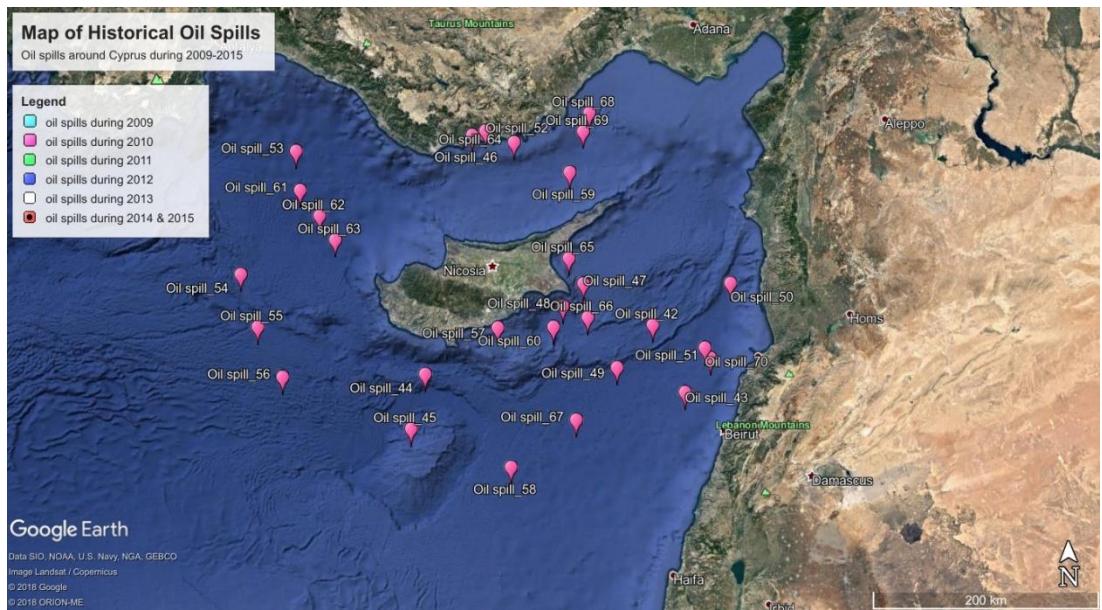 Map of Historical Oil Spills
Oil spills around Cyprus during 2009-2015
Legend
oil spills during 2009
oil spills during 2010
oil spills during 2011
oil spills during 2012
oil spills during 2013
oil spills during 2014 & 2015
Taurus Mountains
Adana
Aleppo
Oil spill_68
Oil spill_69
Oil spill_52
Oil spill_64
Oil spill_46
Oil spill_53
Oil spill_59
Oil spill_61
Oil spill_62
Oil spill_63
Oil spill_65
Nicosia
Oil spill_47
Oil spill_54
Oil spill_50
Oil spill_48
Oil spill_66
Oil spill_42
Oil spill_55
Homs
Oil spill_57
Oil spill_60
Oil spill_51
Oil spill_70
Oil spill_56
Oil spill_44
Oil spill_49
Oil spill_43
Oil spill_45
Oil spill_67
Lebanon Mountains
Beirut
Oil spill_58
Damascus
Google Earth
Data SIO, NOAA, U.S. Navy, NGA, GEBCO
Image Landsat / Copernicus
© 2018 Google
© 2018 ORION-ME
Haifa
N
200 km